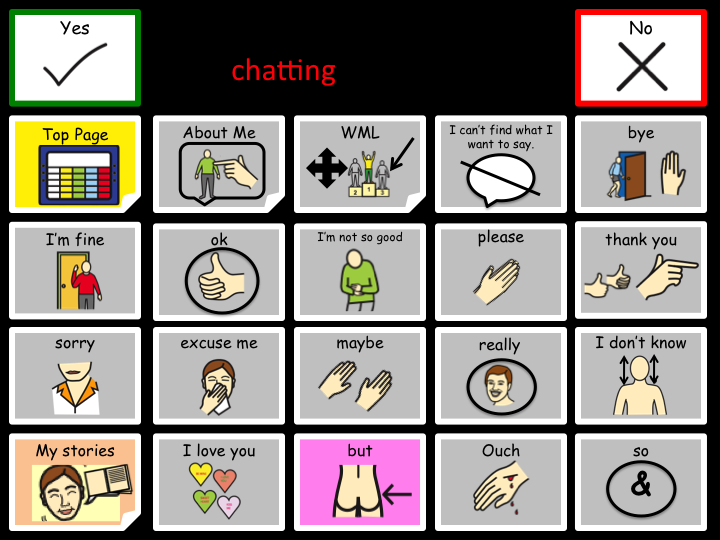 Yes
No
chatting
Top Page
About Me
WML
I can't find what I
want to say.
bye
2
1
3
I'm fine
ok
I'm not so good
please
thank you
sorry
excuse me
maybe
really
I don't know
My stories
I love you
but
Ouch
so
&